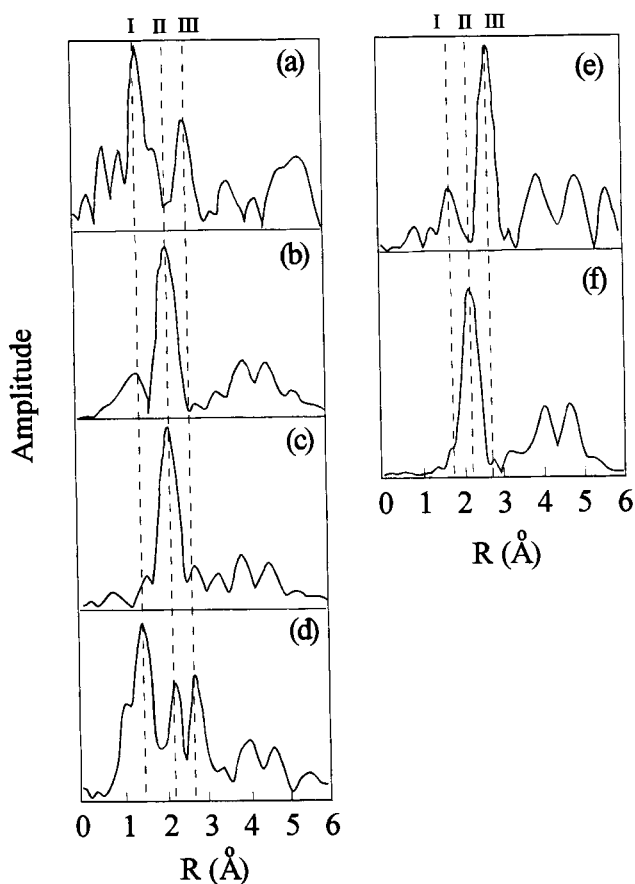 I II III
I II III
(a)
(e)
(b)
(f)
(c)
(d)
Amplitude
0 1 2 3 4 5 6
R (Å)
0 1 2 3 4 5 6
R (Å)